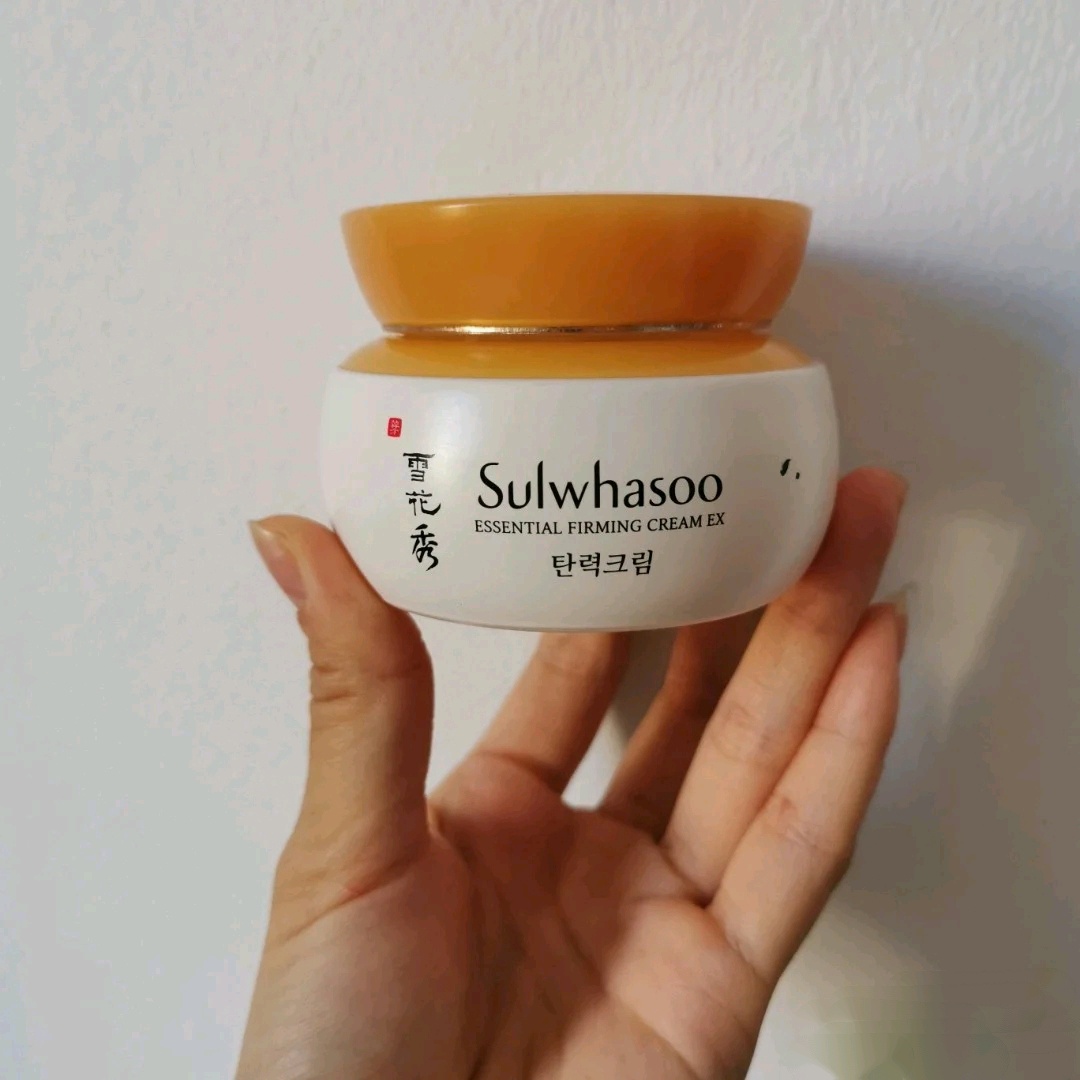 雪花秀
Sulwhasoo
ESSENTIAL FIRMING CREAM EX
탄력크림